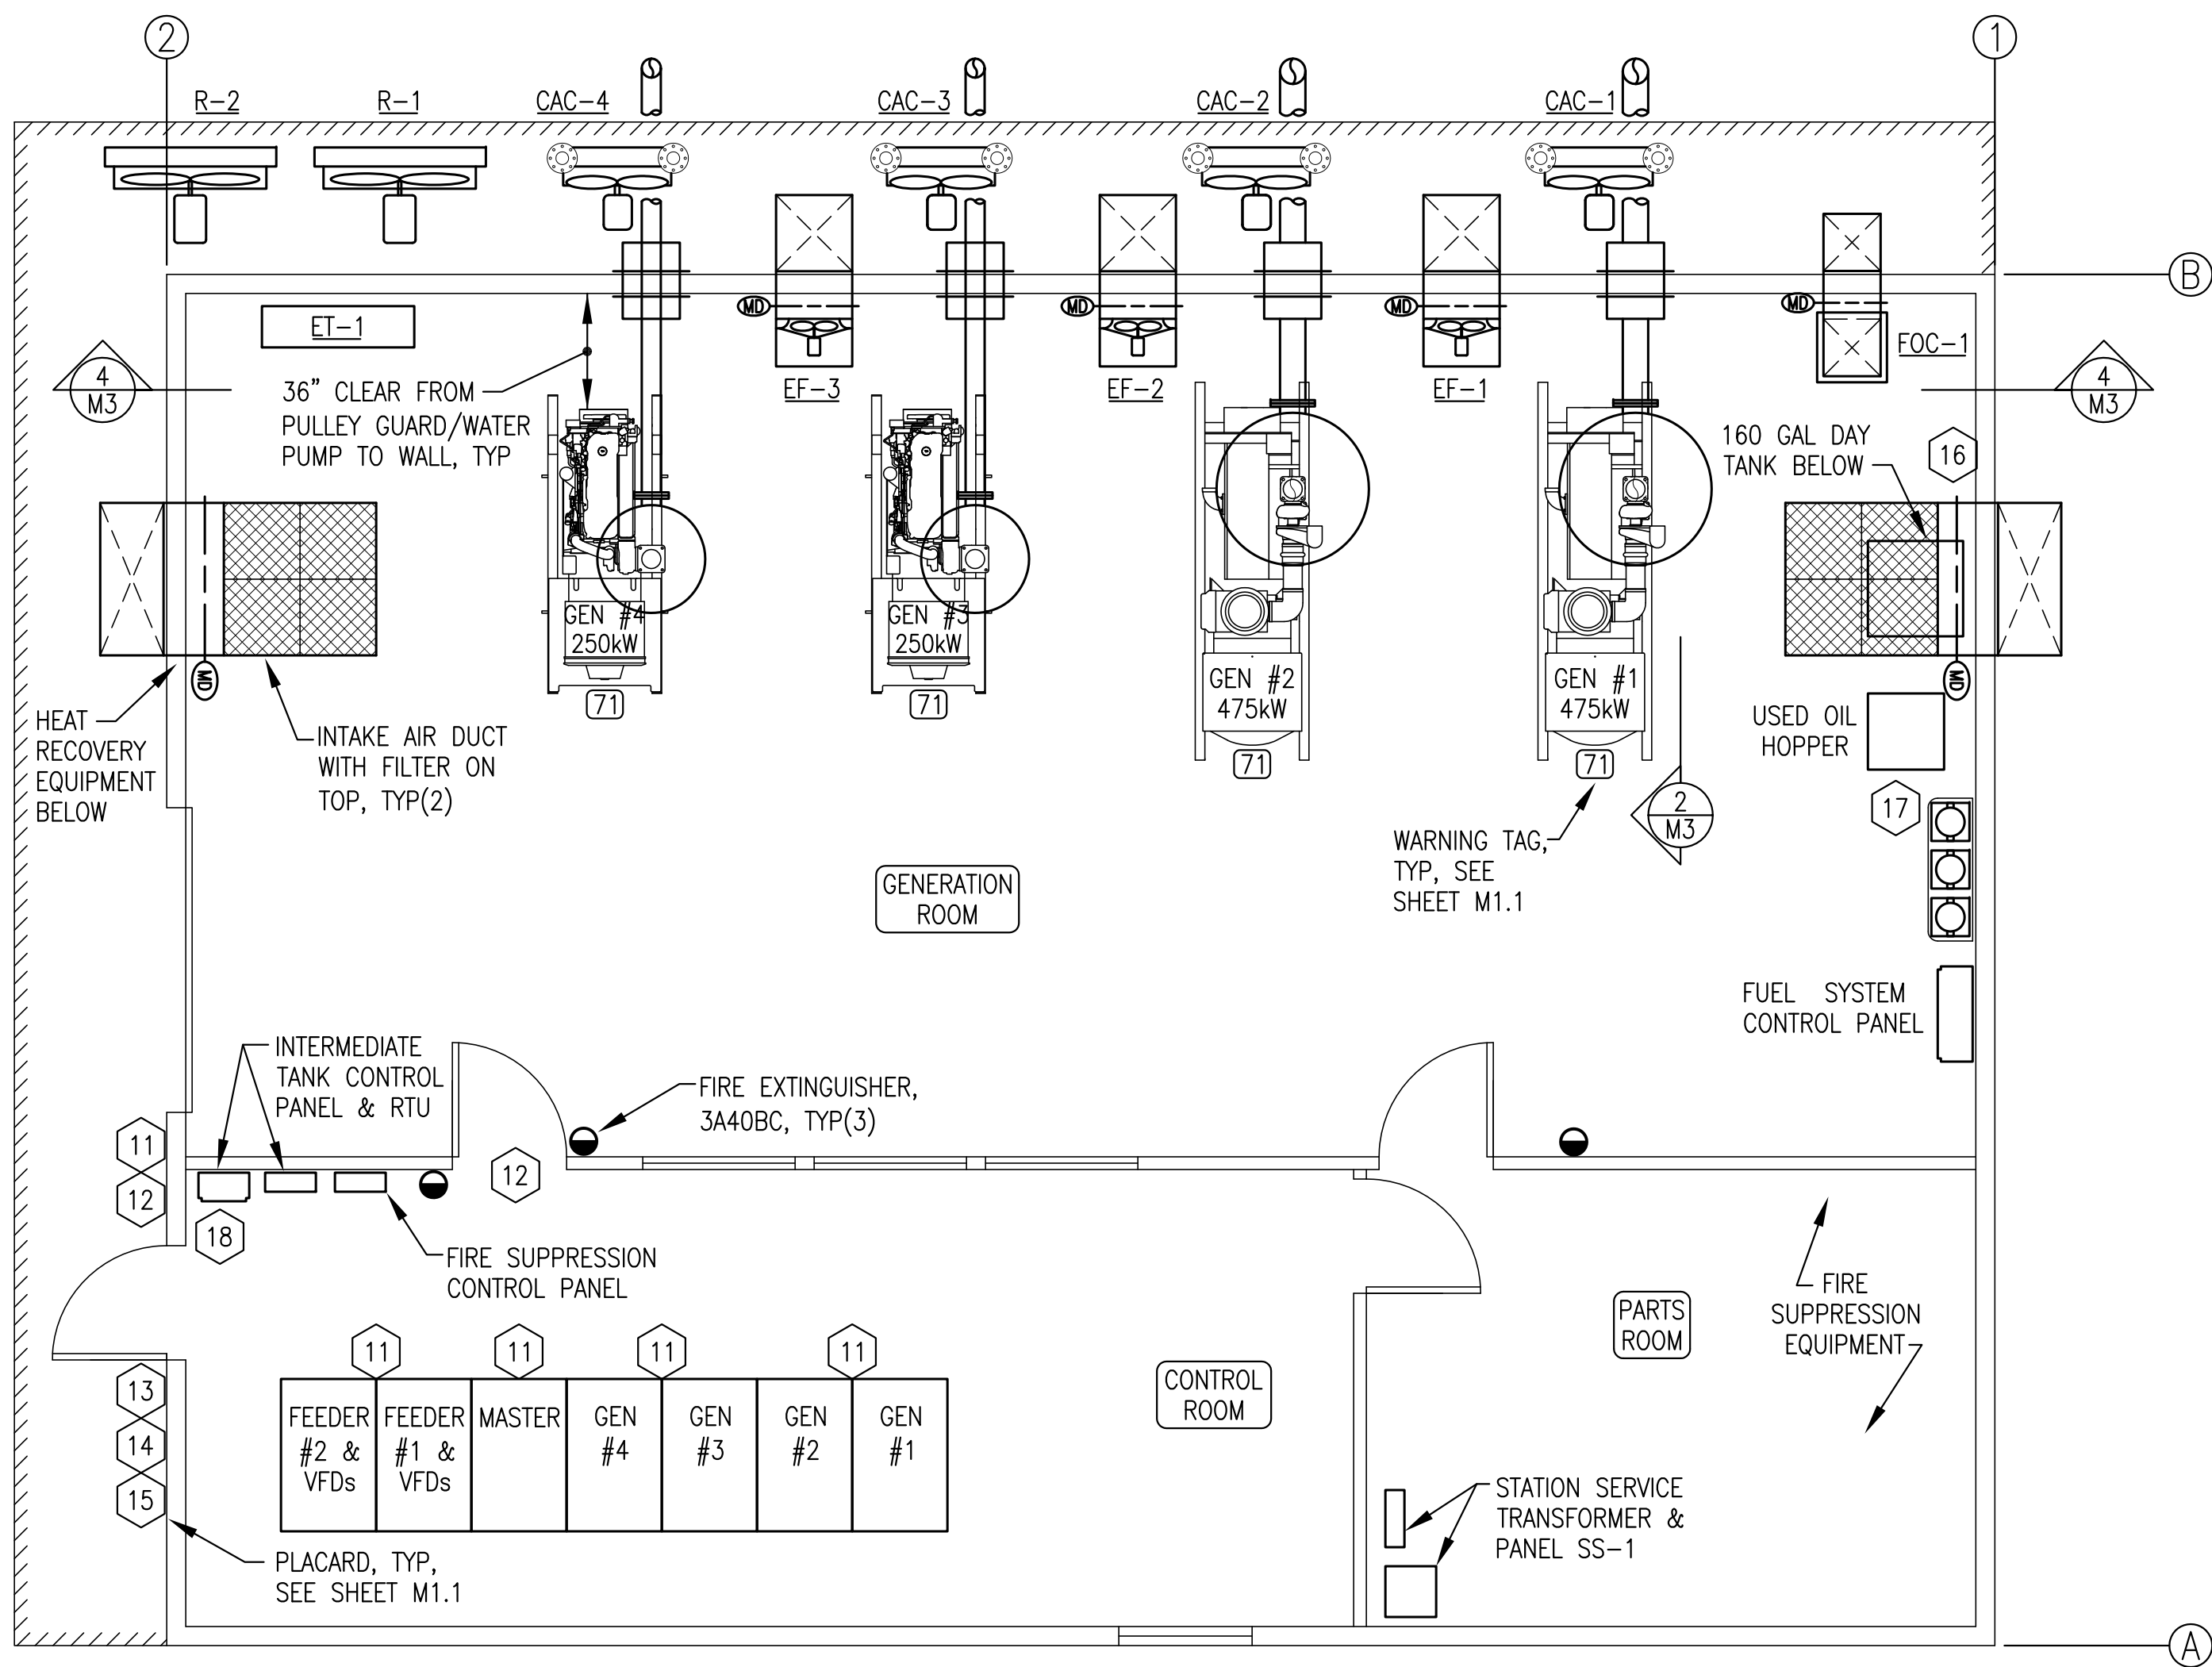 2
1
R-2
R-1
CAC-4
CAC-3
CAC-2
CAC-1
B
ET-1
MD
MD
MD
MD
EF-3
EF-2
EF-1
FOC-1
4
M3
4
M3
36" CLEAR FROM
PULLEY GUARD/WATER
PUMP TO WALL, TYP
160 GAL DAY
TANK BELOW
16
GEN #4
250kW
GEN #3
250kW
GEN #2
475kW
GEN #1
475kW
71
71
71
71
MD
MD
HEAT
RECOVERY
EQUIPMENT
BELOW
INTAKE AIR DUCT
WITH FILTER ON
TOP, TYP(2)
USED OIL
HOPPER
17
2
M3
WARNING TAG,
TYP, SEE
SHEET M1.1
GENERATION
ROOM
FUEL SYSTEM
CONTROL PANEL
INTERMEDIATE
TANK CONTROL
PANEL & RTU
FIRE EXTINGUISHER,
3A40BC, TYP(3)
11
12
12
18
FIRE SUPPRESSION
CONTROL PANEL
FIRE
SUPPRESSION
EQUIPMENT
PARTS
ROOM
CONTROL
ROOM
11
11
11
11
13
14
15
FEEDER
#2 &
VFDs
FEEDER
#1 &
VFDs
MASTER
GEN
#4
GEN
#3
GEN
#2
GEN
#1
STATION SERVICE
TRANSFORMER &
PANEL SS-1
PLACARD, TYP,
SEE SHEET M1.1
A